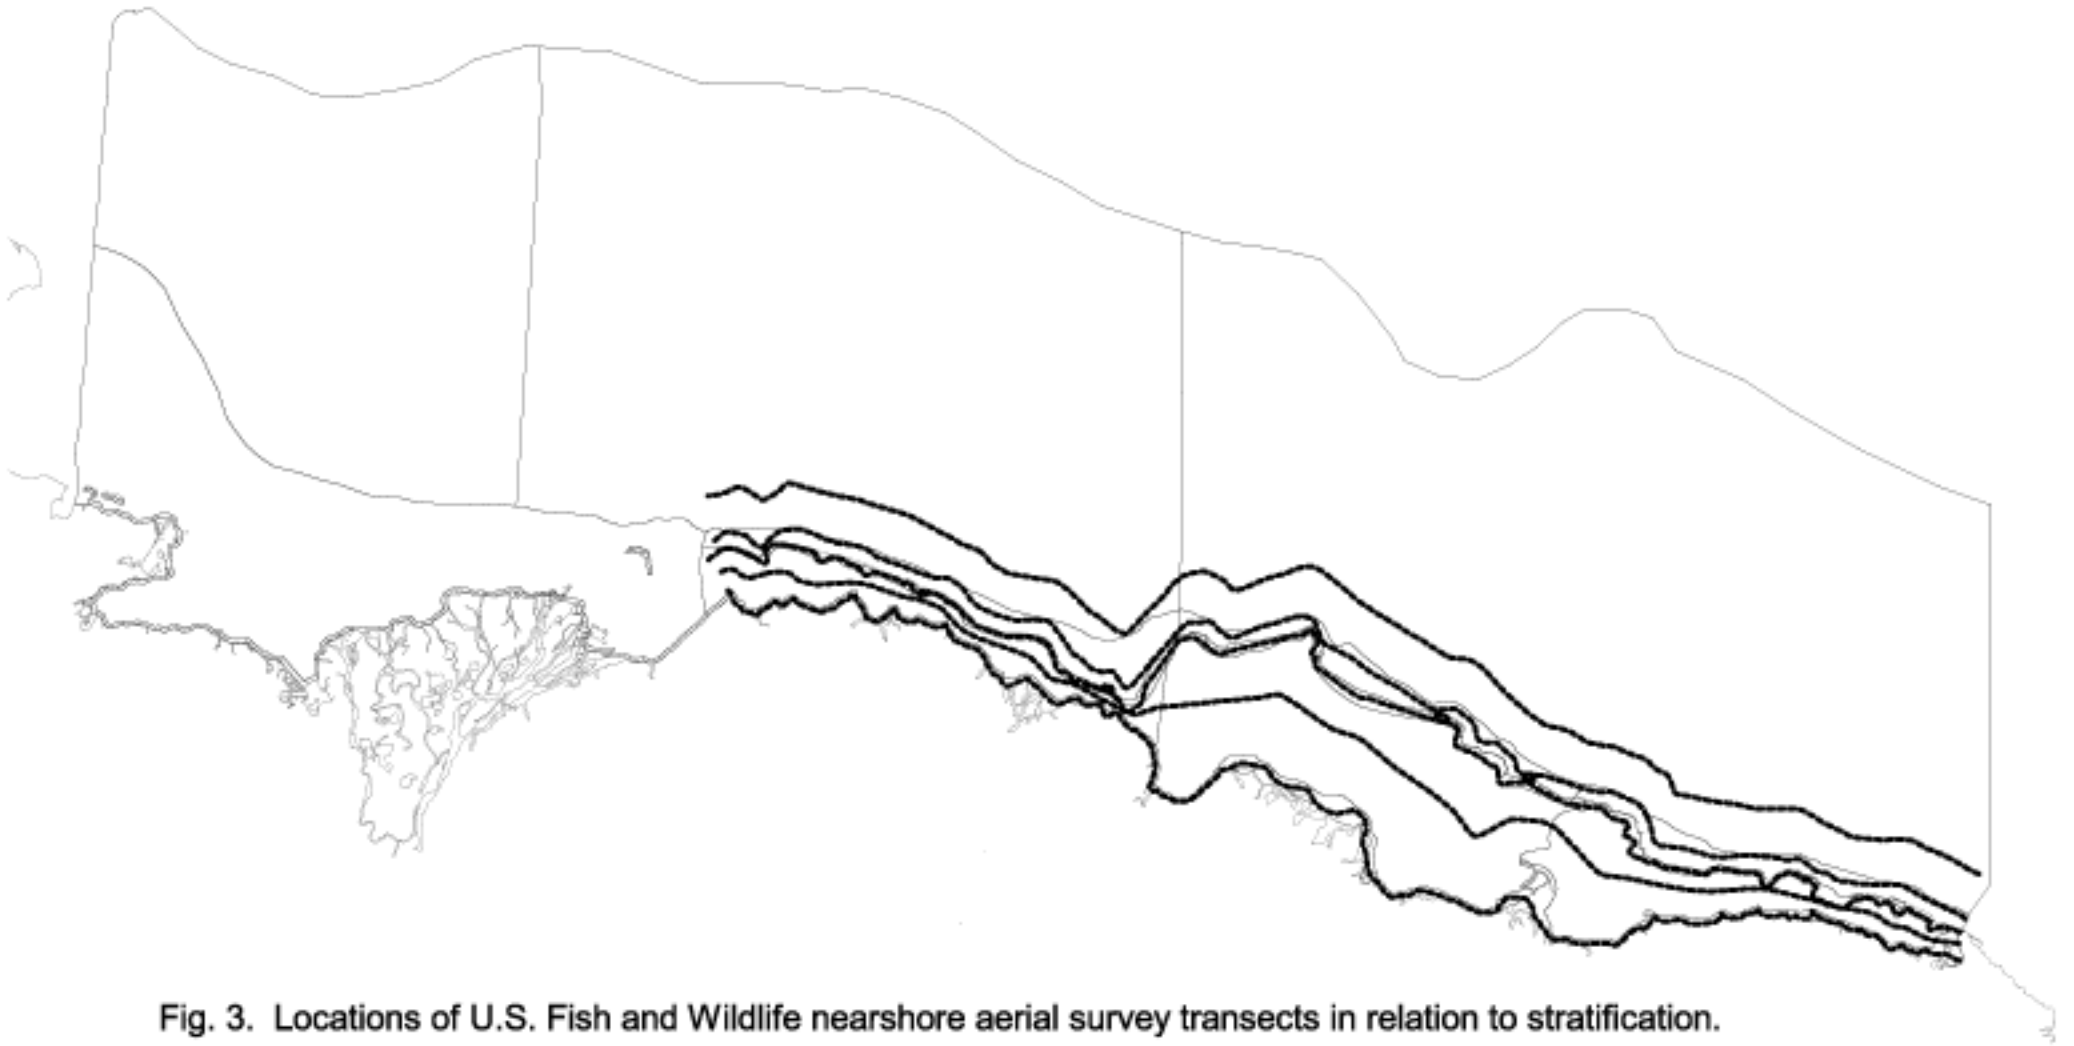 Fig. 3. Locations of U.S. Fish and Wildlife nearshore aerial survey transects in relation to stratification.